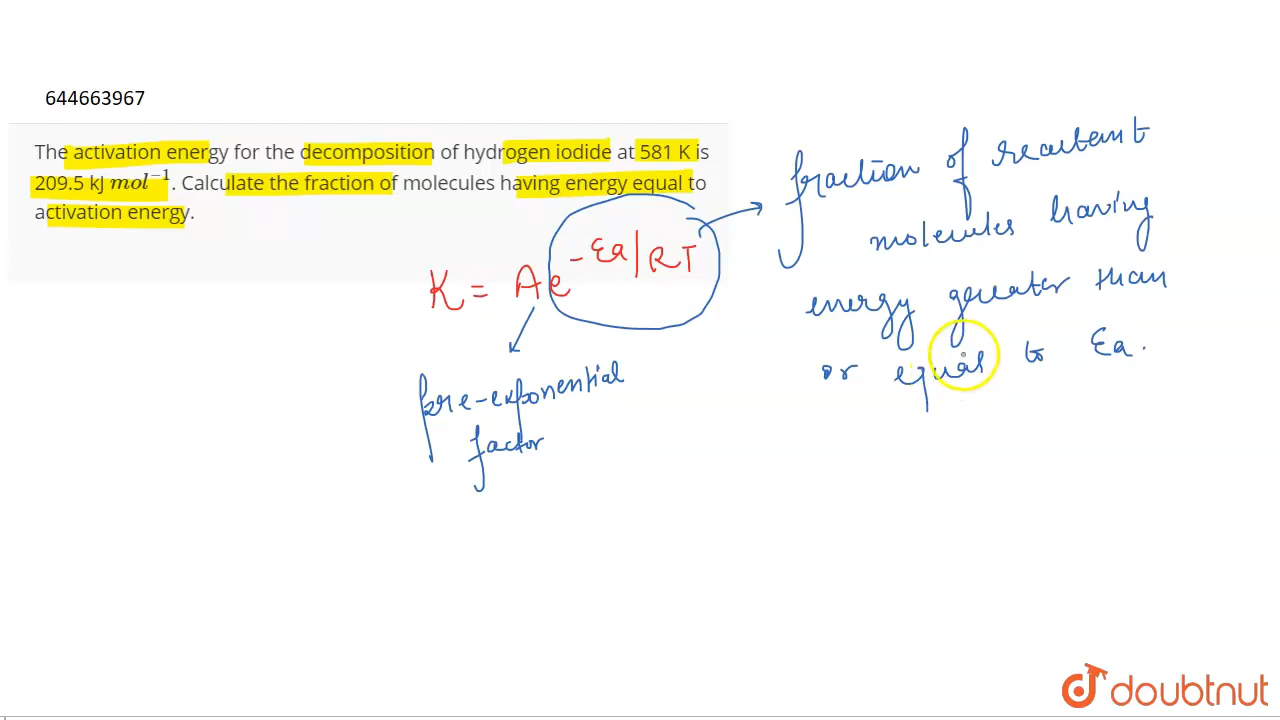 644663967
The activation energy for the decomposition of hydrogen iodide at 581 K is
209.5 kJ mol⁻¹. Calculate the fraction of molecules having energy equal to
activation energy.
K = Ae^-Ea/RT
pre-exponential
factor
fraction of reactant
molecules having
energy greater than
or equal to Ea.
doubtnut